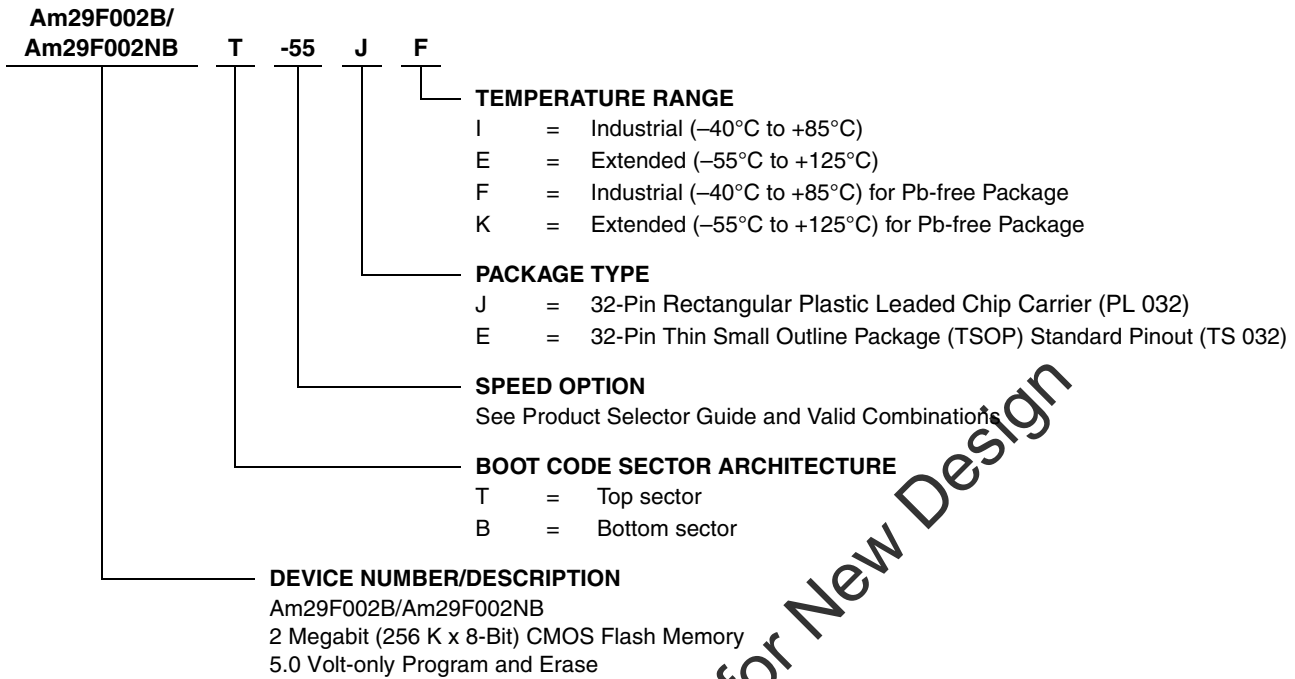 Am29F002B/
Am29F002NB T -55 J F
TEMPERATURE RANGE
I = Industrial (–40°C to +85°C)
E = Extended (–55°C to +125°C)
F = Industrial (–40°C to +85°C) for Pb-free Package
K = Extended (–55°C to +125°C) for Pb-free Package
PACKAGE TYPE
J = 32-Pin Rectangular Plastic Leaded Chip Carrier (PL 032)
E = 32-Pin Thin Small Outline Package (TSOP) Standard Pinout (TS 032)
SPEED OPTION
See Product Selector Guide and Valid Combinations
BOOT CODE SECTOR ARCHITECTURE
T = Top sector
B = Bottom sector
DEVICE NUMBER/DESCRIPTION
Am29F002B/Am29F002NB
2 Megabit (256 K x 8-Bit) CMOS Flash Memory
5.0 Volt-only Program and Erase
for New Design